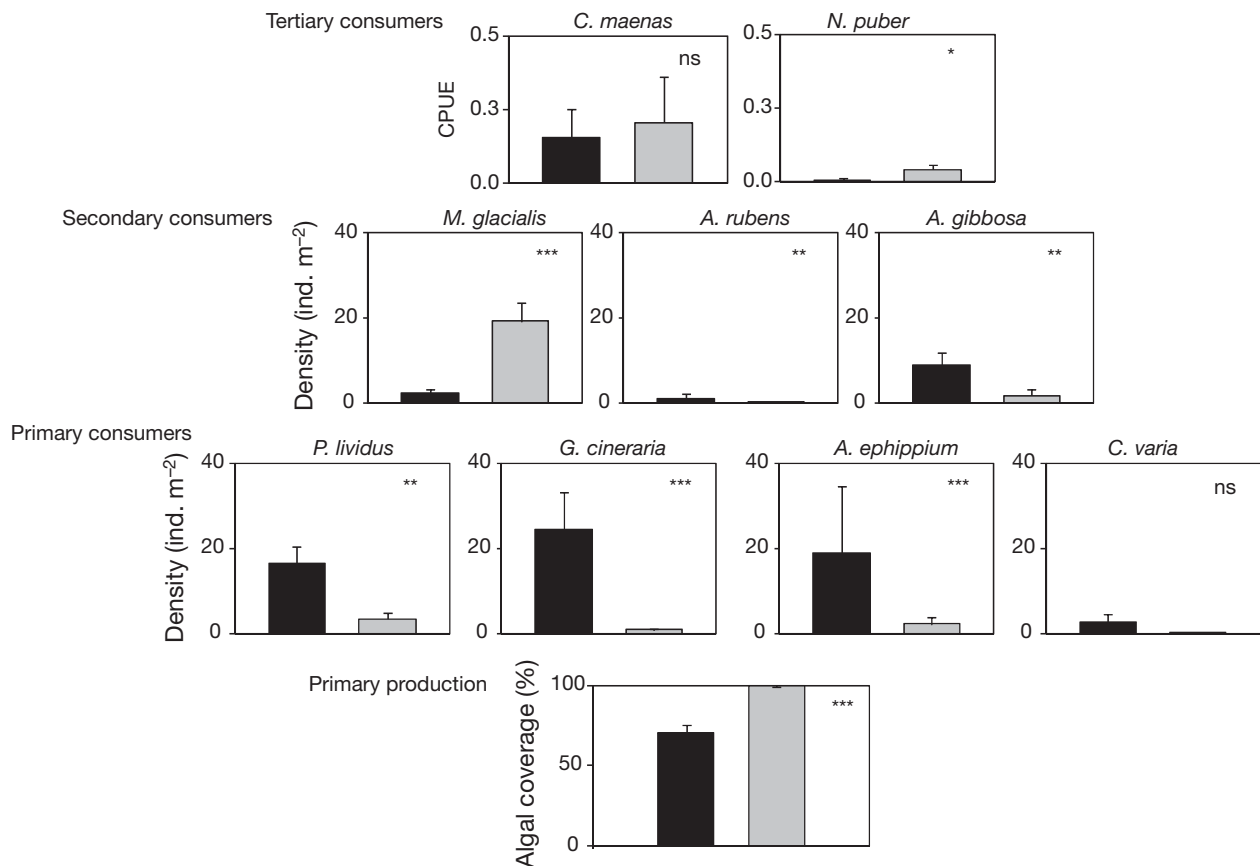 Tertiary consumers
C. maenas
N. puber
CPUE
0.5
0.3
0.0
ns
0.5
0.3
0.0
*
Secondary consumers
M. glacialis
A. rubens
A. gibbosa
Density (ind. m⁻²)
40
20
0
***
40
20
0
**
40
20
0
**
Primary consumers
P. lividus
G. cineraria
A. ephippium
C. varia
Density (ind. m⁻²)
40
20
0
**
40
20
0
***
40
20
0
***
40
20
0
ns
Primary production
Algal coverage (%)
100
50
0
***